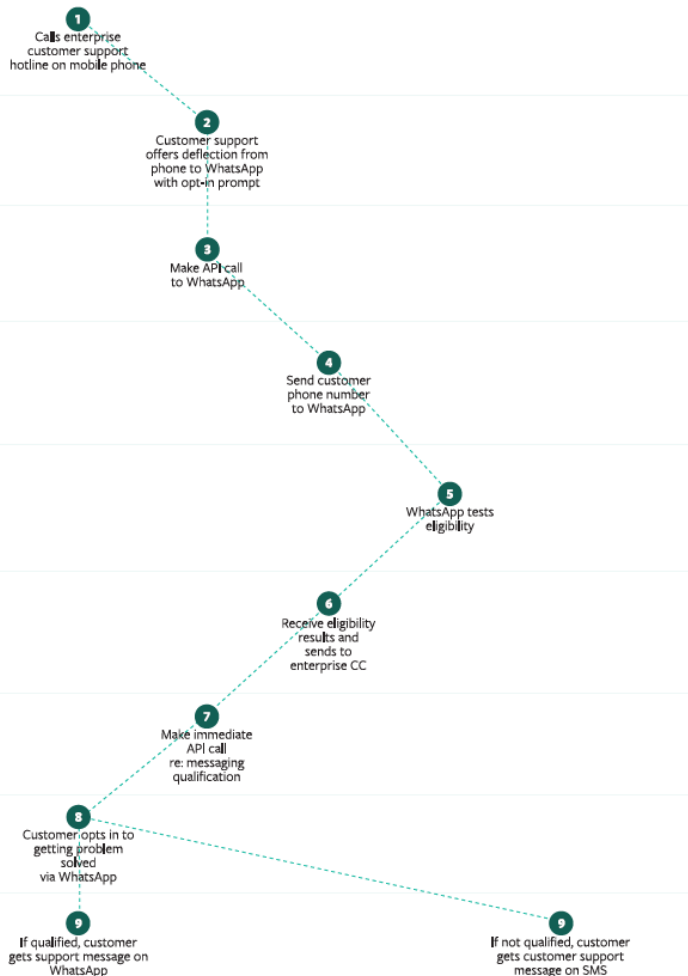 1
Calls enterprise
customer support
hotline on mobile phone
2
Customer support
offers deflection from
phone to WhatsApp
with opt-in prompt
3
Make API call
to WhatsApp
4
Send customer
phone number
to WhatsApp
5
WhatsApp tests
eligibility
6
Receive eligibility
results and
sends to
enterprise CC
7
Make immediate
API call
re: messaging
qualification
8
Customer opts in to
getting problem
solved
via WhatsApp
9
If qualified, customer
gets support message on
WhatsApp
9
If not qualified, customer
gets customer support
message on SMS